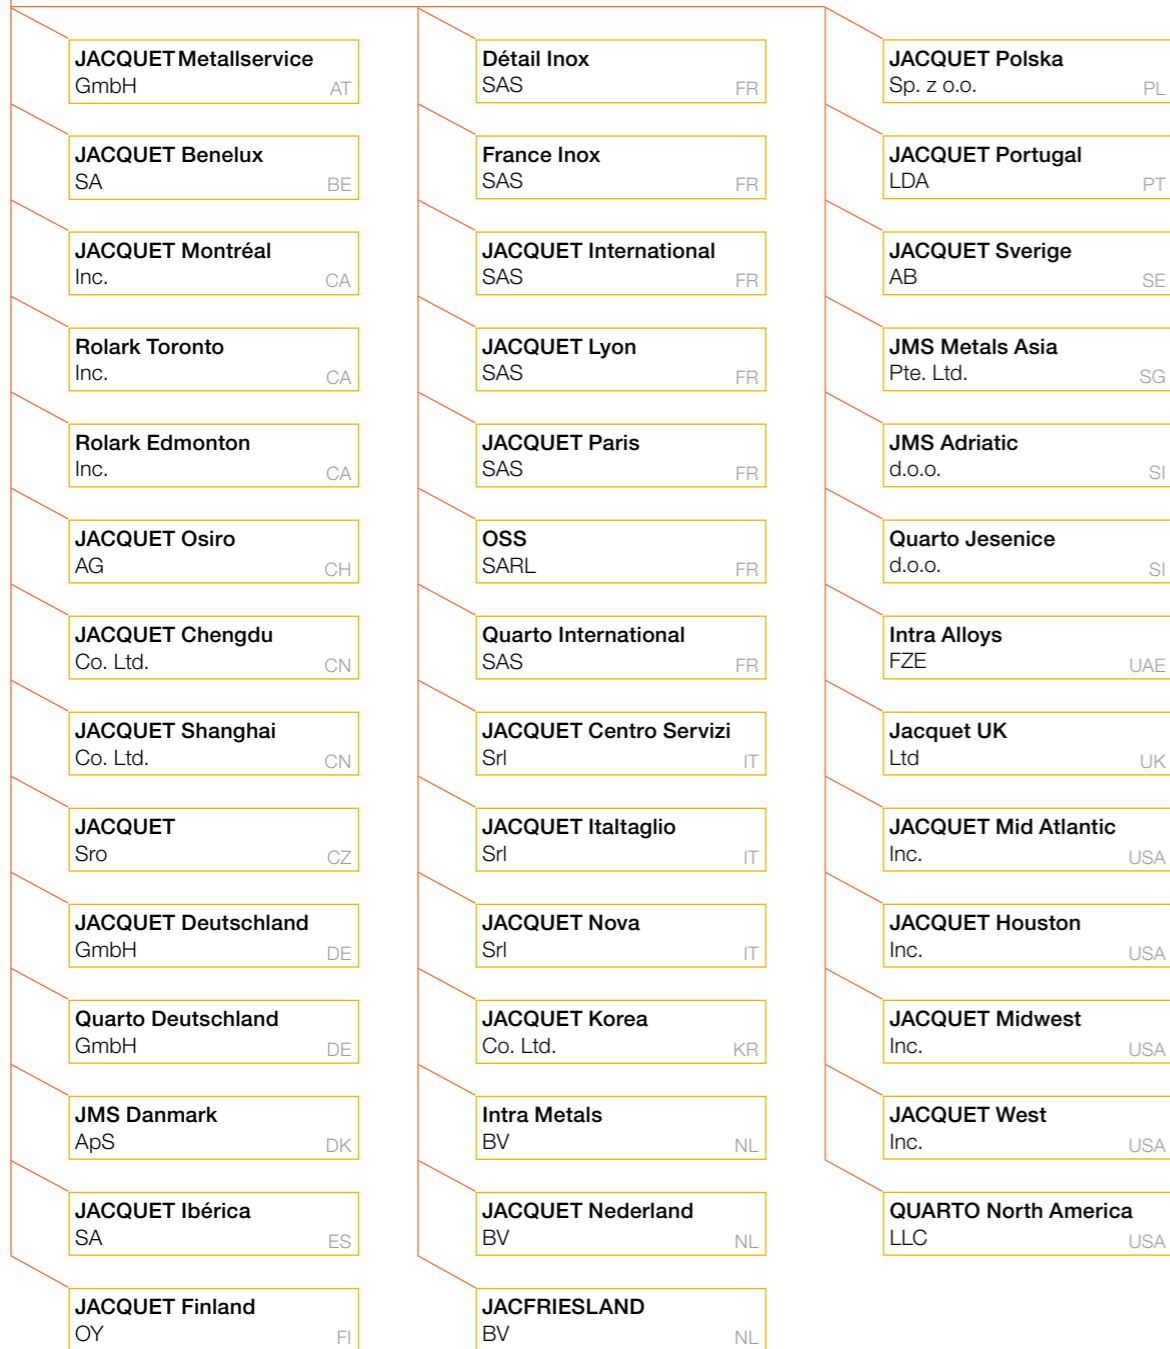 JACQUET Metallservice
GmbH AT
JACQUET Benelux
SA BE
JACQUET Montréal
Inc. CA
Rolark Toronto
Inc. CA
Rolark Edmonton
Inc. CA
JACQUET Osiro
AG CH
JACQUET Chengdu
Co. Ltd. CN
JACQUET Shanghai
Co. Ltd. CN
JACQUET
Sro CZ
JACQUET Deutschland
GmbH DE
Quarto Deutschland
GmbH DE
JMS Danmark
ApS DK
JACQUET Ibérica
SA ES
JACQUET Finland
OY FI
Détail Inox
SAS FR
France Inox
SAS FR
JACQUET International
SAS FR
JACQUET Lyon
SAS FR
JACQUET Paris
SAS FR
OSS
SARL FR
Quarto International
SAS FR
JACQUET Centro Servizi
Srl IT
JACQUET Italtaglio
Srl IT
JACQUET Nova
Srl IT
JACQUET Korea
Co. Ltd. KR
Intra Metals
BV NL
JACQUET Nederland
BV NL
JACFRIESLAND
BV NL
JACQUET Polska
Sp. z o.o. PL
JACQUET Portugal
LDA PT
JACQUET Sverige
AB SE
JMS Metals Asia
Pte. Ltd. SG
JMS Adriatic
d.o.o. SI
Quarto Jesenice
d.o.o. SI
Intra Alloys
FZE UAE
Jacquet UK
Ltd UK
JACQUET Mid Atlantic
Inc. USA
JACQUET Houston
Inc. USA
JACQUET Midwest
Inc. USA
JACQUET West
Inc. USA
QUARTO North America
LLC USA